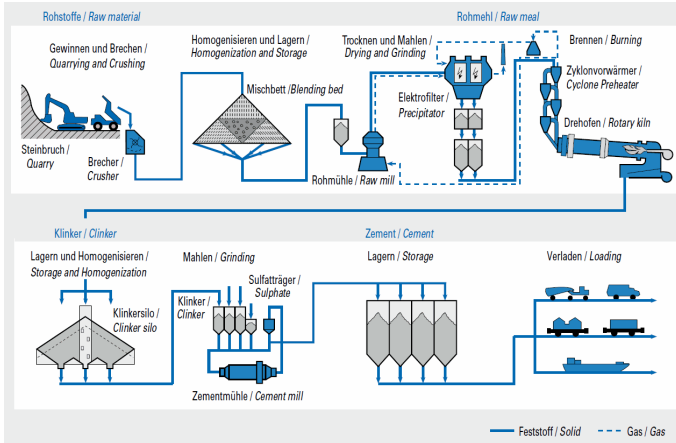 Rohstoffe / Raw material
Rohmehl / Raw meal
Gewinnen und Brechen /
Quarrying and Crushing
Homogenisieren und Lagern /
Homogenization and Storage
Trocknen und Mahlen /
Drying and Grinding
Brennen / Burning
Mischbett / Blending bed
Zyklonvorwärmer /
Cyclone Preheater
Elektrofilter /
Precipitator
Drehofen / Rotary kiln
Steinbruch /
Quarry
Brecher /
Crusher
Rohmühle / Raw mill
Klinker / Clinker
Zement / Cement
Lagern und Homogenisieren /
Storage and Homogenization
Mahlen / Grinding
Lagern / Storage
Verladen / Loading
Sulfatträger /
Sulphate
Klinkersilo /
Clinker silo
Klinker /
Clinker
Zementmühle / Cement mill
Feststoff / Solid
Gas / Gas